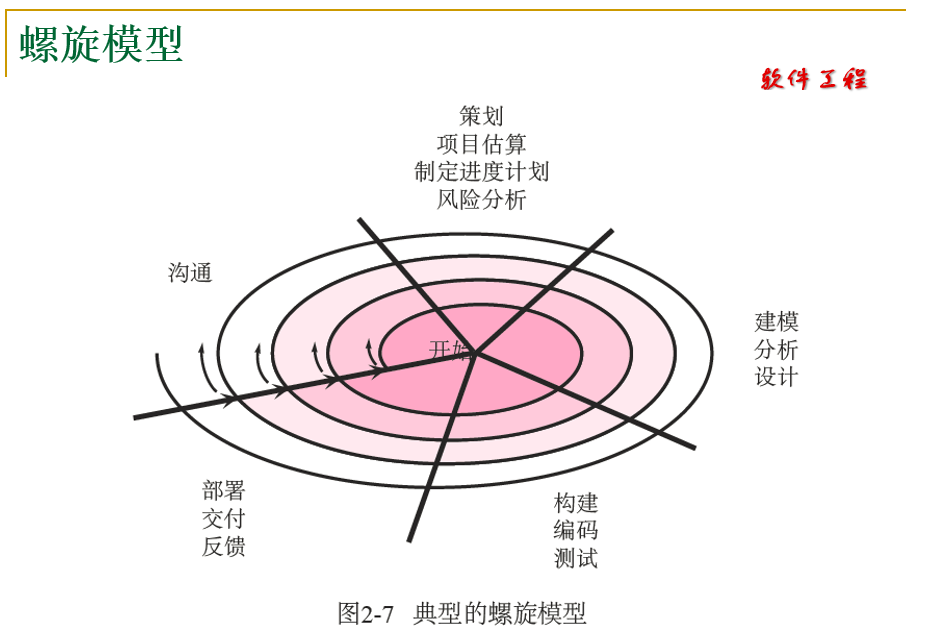 螺旋模型
软件工程
策划
项目估算
制定进度计划
风险分析
沟通
开始
建模
分析
设计
部署
交付
反馈
构建
编码
测试
图2-7 典型的螺旋模型